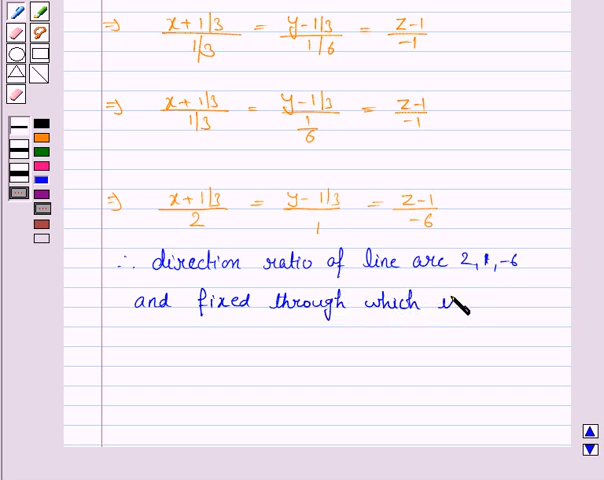 ⇒ x+1/3 / 1/3 = y-1/3 / 1/6 = z-1 / -1
⇒ x+1/3 / 1/3 = y-1/3 / 1/6 = z-1 / -1
⇒ x+1/3 / 2 = y-1/3 / 1 = z-1 / -6
∴ direction ratio of line are 2, 1, -6
and fixed through which